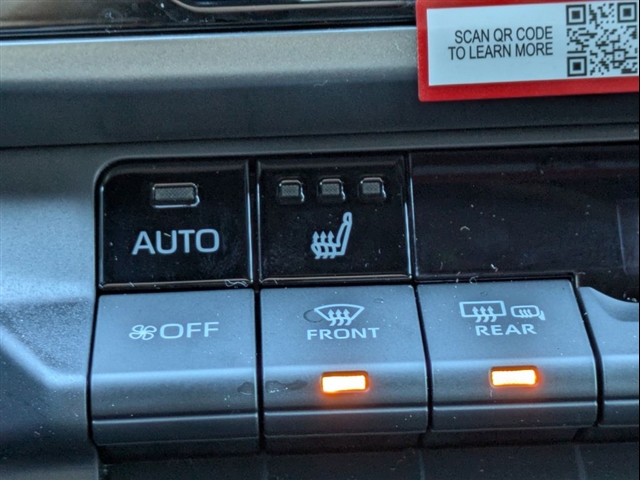 SCAN QR CODE
TO LEARN MORE
AUTO
OFF
FRONT
REAR